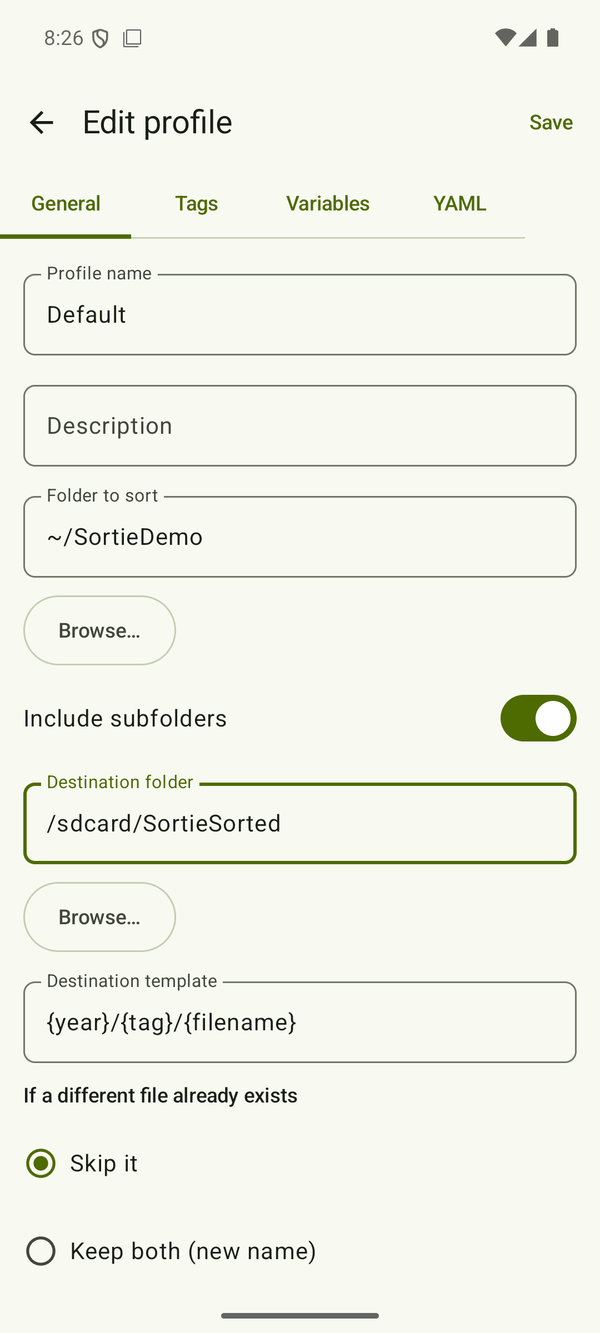 8:26
Edit profile
Save
General
Tags
Variables
YAML
Profile name
Default
Description
Folder to sort
~/SortieDemo
Browse...
Include subfolders
Destination folder
/sdcard/SortieSorted
Browse...
Destination template
{year}/{tag}/{filename}
If a different file already exists
Skip it
Keep both (new name)